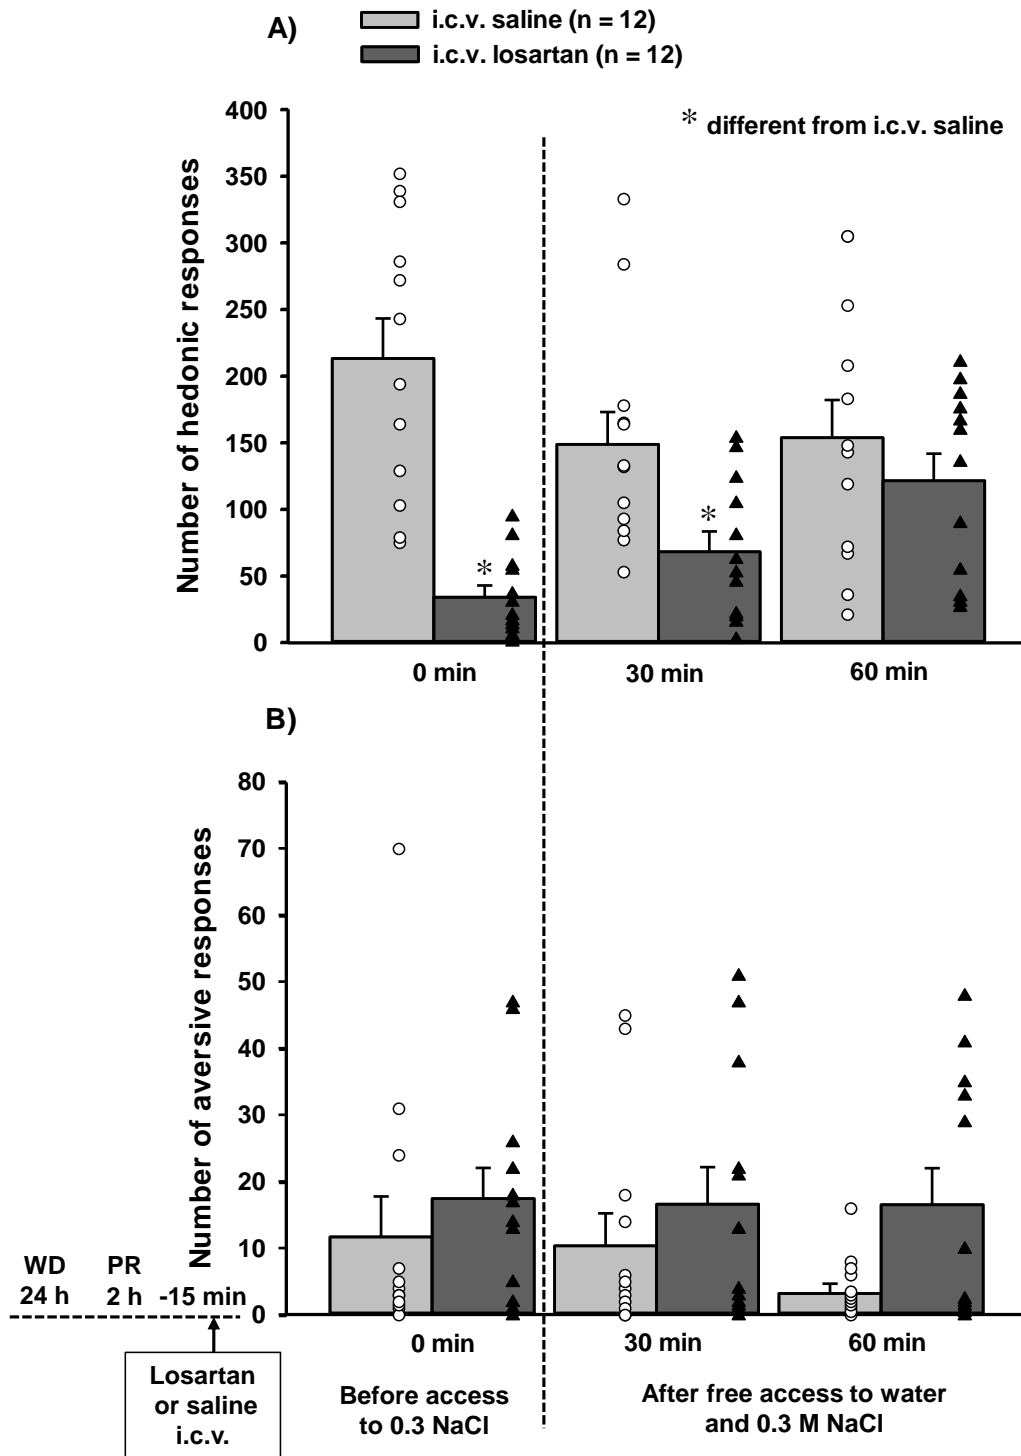 A)
i.c.v. saline (n = 12)
i.c.v. losartan (n = 12)
* different from i.c.v. saline
Number of hedonic responses
400
350
300
250
200
150
100
50
0
*
*
0 min
30 min
60 min
B)
Number of aversive responses
80
70
60
50
40
30
20
10
0
0 min
30 min
60 min
WD
24 h
PR
2 h
-15 min
Losartan
or saline
i.c.v.
Before access
to 0.3 NaCl
After free access to water
and 0.3 M NaCl